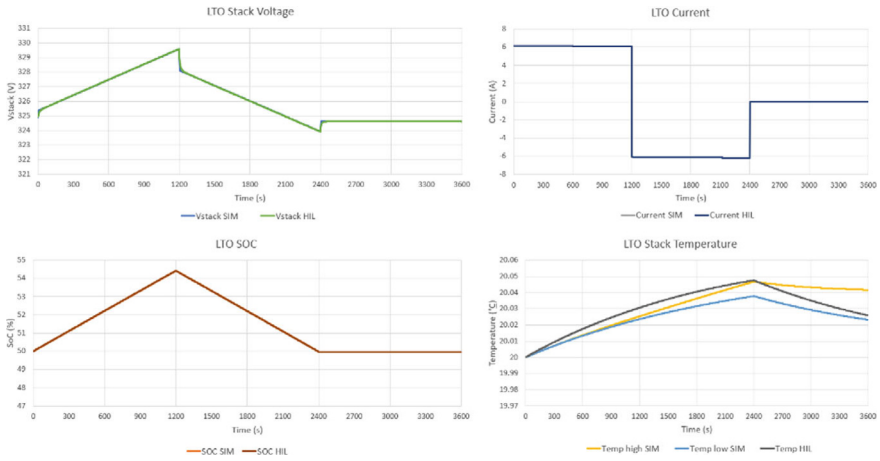 LTO Stack Voltage
331
330
329
328
327
326
325
324
323
322
321
Vstack (V)
0 300 600 900 1200 1500 1800 2100 2400 2700 3000 3300 3600
Time (s)
Vstack SIM Vstack HIL
LTO Current
8
6
4
2
0
-2
-4
-6
-8
Current (A)
0 300 600 900 1200 1500 1800 2100 2400 2700 3000 3300 3600
Time (s)
Current SIM Current HIL
LTO SOC
55
54
53
52
51
50
49
48
47
SoC (%)
0 300 600 900 1200 1500 1800 2100 2400 2700 3000 3300 3600
Time (s)
SOC SIM SOC HIL
LTO Stack Temperature
20.06
20.05
20.04
20.03
20.02
20.01
20
19.99
19.98
19.97
Temperature (°C)
0 300 600 900 1200 1500 1800 2100 2400 2700 3000 3300 3600
Time (s)
Temp high SIM Temp low SIM Temp HIL